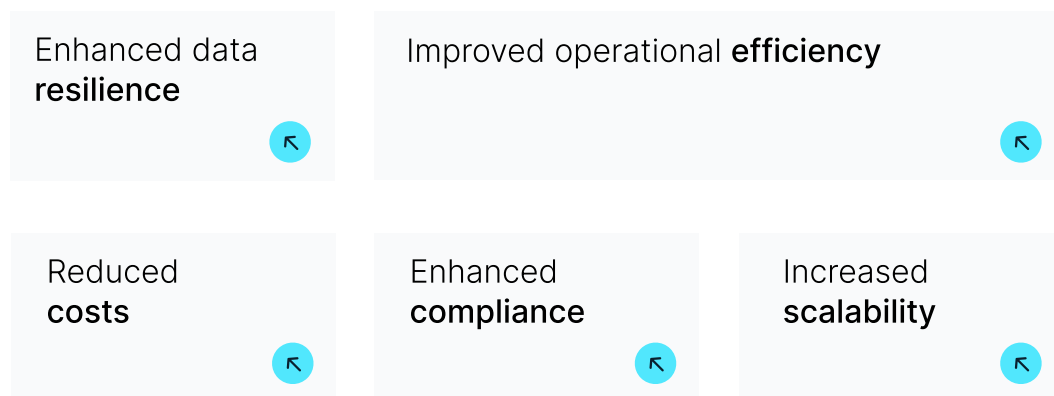 Enhanced data
resilience
Improved operational efficiency
Reduced
costs
Enhanced
compliance
Increased
scalability